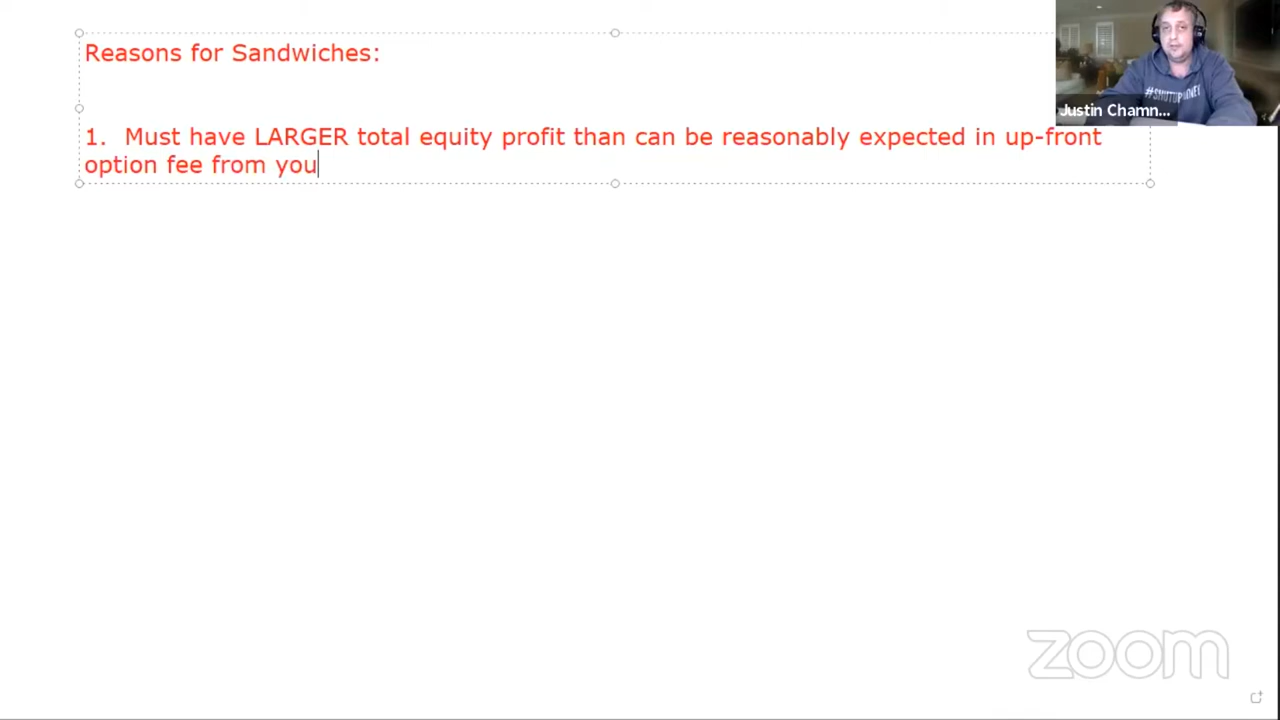 Reasons for Sandwiches:
1. Must have LARGER total equity profit than can be reasonably expected in up-front
option fee from you
#SHUTUPMONEY
Justin Chamn...
zoom